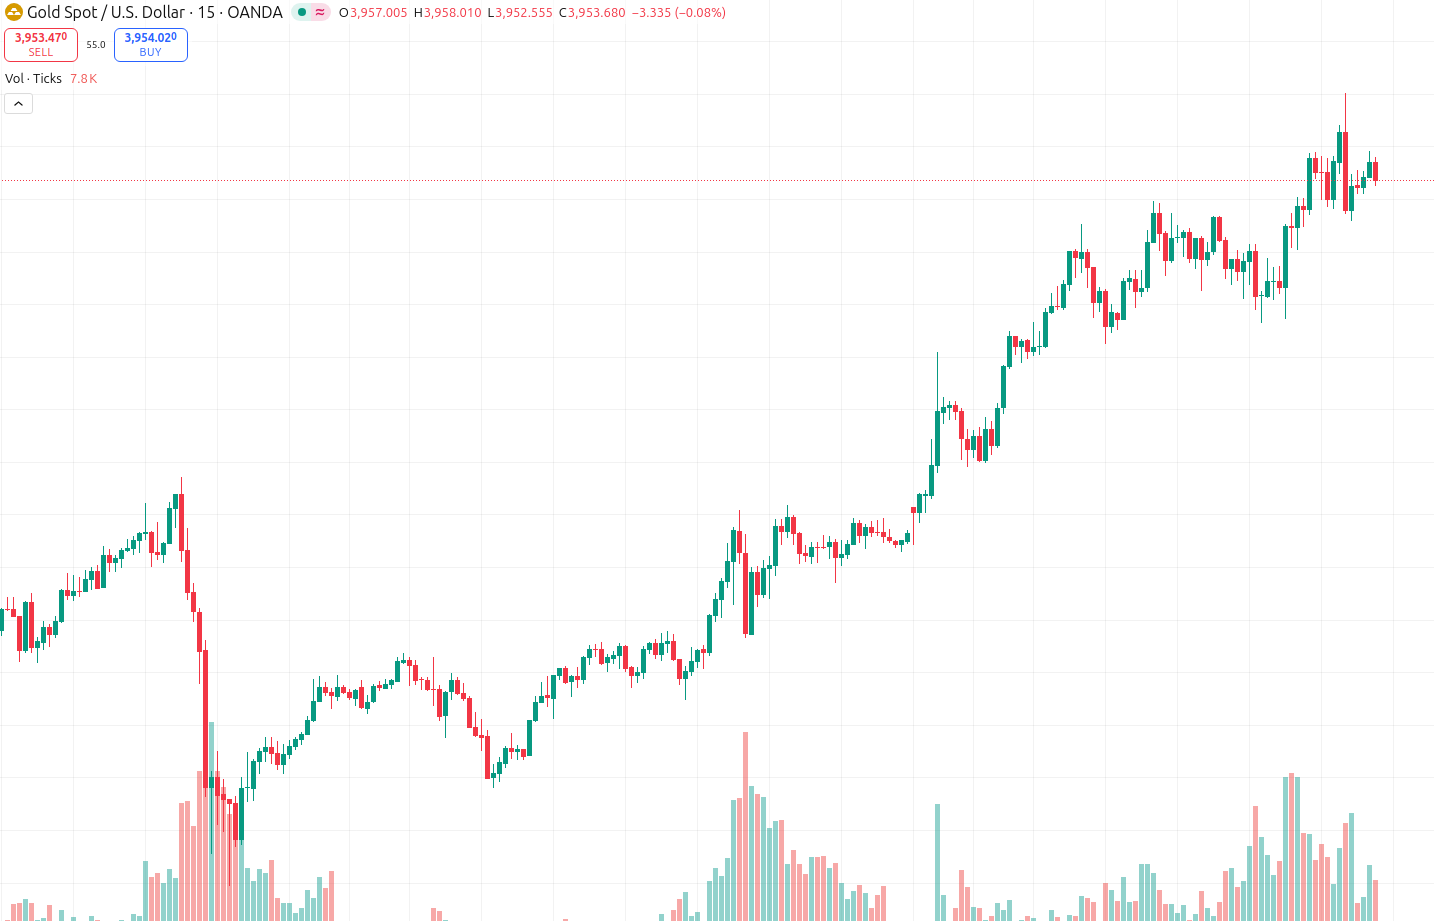 Gold Spot / U.S. Dollar · 15 · OANDA ≈ O3,957.005 H3,958.010 L3,952.555 C3,953.680 −3.335 (−0.08%)
3,953.470 55.0 3,954.020
SELL BUY
Vol · Ticks 7.8 K